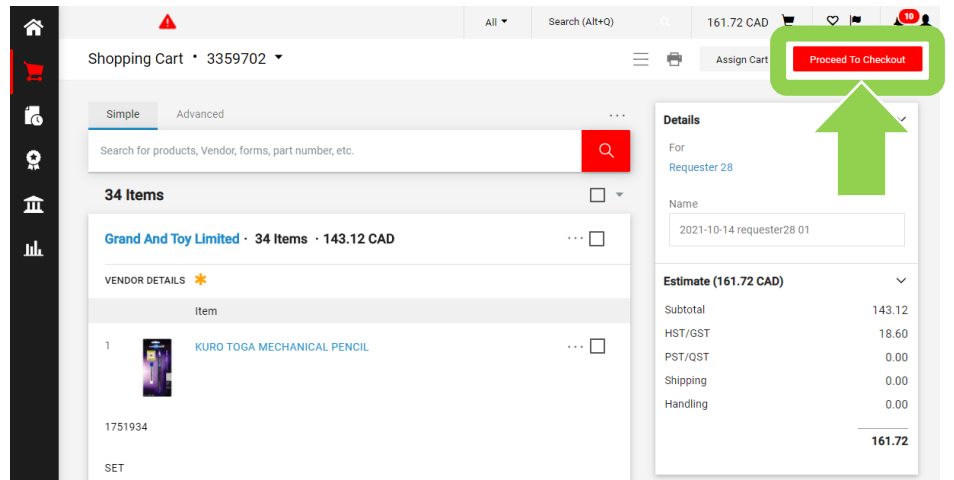 All Search (Alt+Q) 161.72 CAD 10
Shopping Cart • 3359702
Assign Cart Proceed To Checkout
Simple Advanced ...
Search for products, Vendor, forms, part number, etc.
34 Items
Grand And Toy Limited · 34 Items · 143.12 CAD ...
VENDOR DETAILS
Item
1 KURO TOGA MECHANICAL PENCIL ...
1751934
SET
Details
For
Requester 28
Name
2021-10-14 requester28 01
Estimate (161.72 CAD)
Subtotal 143.12
HST/GST 18.60
PST/QST 0.00
Shipping 0.00
Handling 0.00
161.72